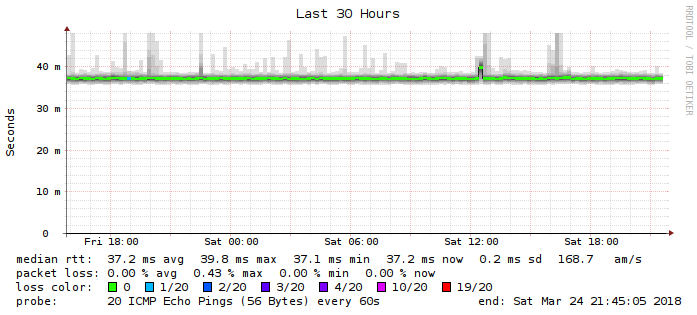 Last 30 Hours
RRDTOOL / TOBI OETIKER
Seconds
40 m
30 m
20 m
10 m
0
Fri 18:00 Sat 00:00 Sat 06:00 Sat 12:00 Sat 18:00
median rtt: 37.2 ms avg 39.8 ms max 37.1 ms min 37.2 ms now 0.2 ms sd 168.7 am/s
packet loss: 0.00 % avg 0.43 % max 0.00 % min 0.00 % now
loss color: 0 1/20 2/20 3/20 4/20 10/20 19/20
probe: 20 ICMP Echo Pings (56 Bytes) every 60s end: Sat Mar 24 21:45:05 2018